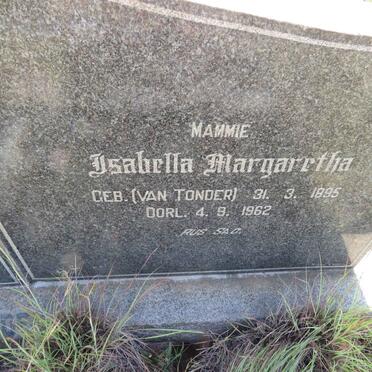 MAMMIE
Isabella Margaretha
GEB. (VAN TONDER) 31. 3. 1895
OORL. 4. 9. 1962
RUS SAG.